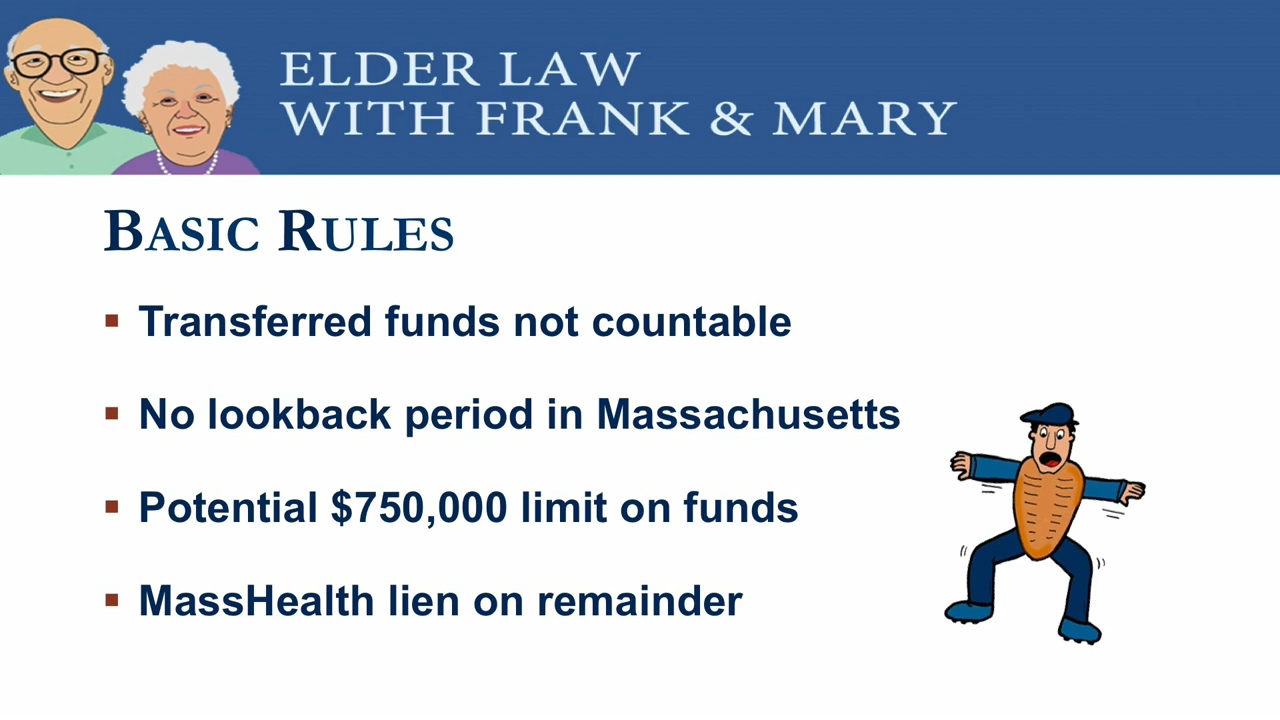 ELDER LAW
WITH FRANK & MARY
BASIC RULES
Transferred funds not countable
No lookback period in Massachusetts
Potential $750,000 limit on funds
MassHealth lien on remainder